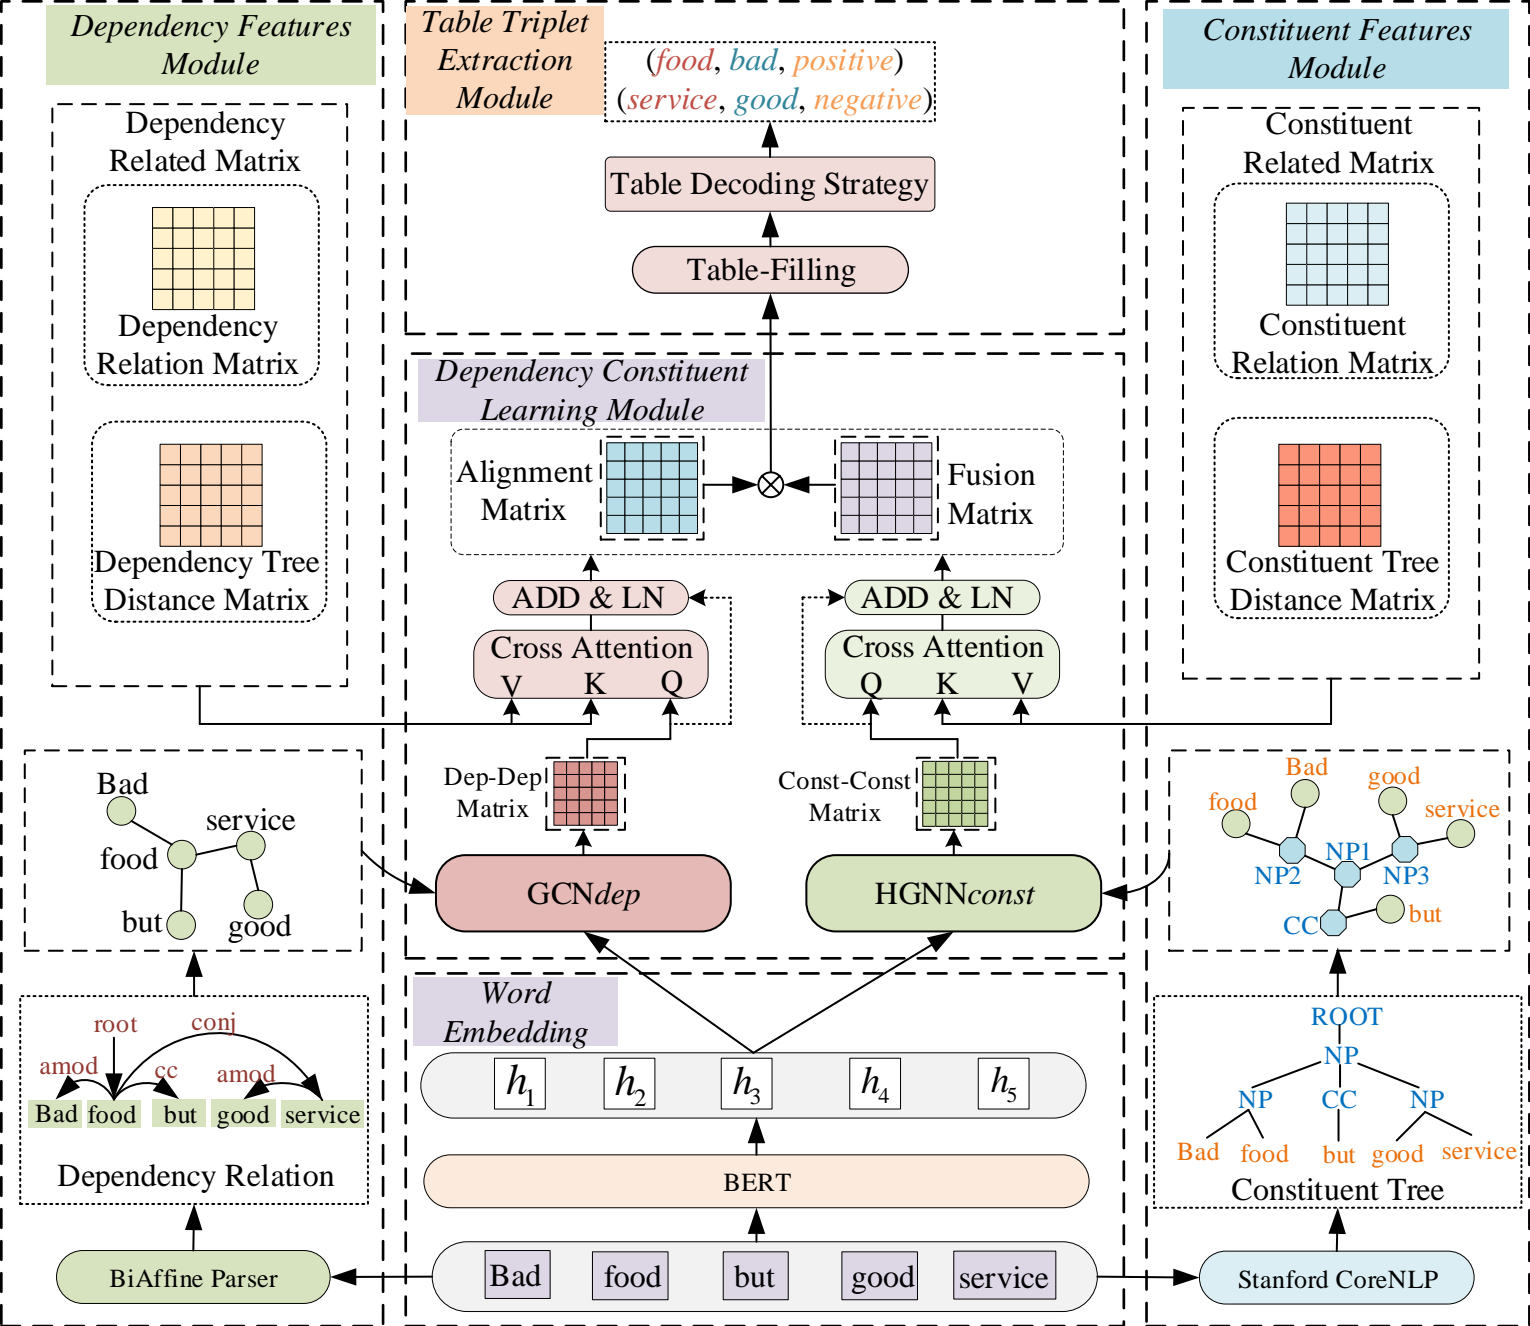 Dependency Features
Module
Dependency
Related Matrix
Dependency
Relation Matrix
Dependency Tree
Distance Matrix
Bad
service
food
but
good
root
conj
amod
cc
amod
Bad
food
but
good
service
Dependency Relation
BiAffine Parser
Table Triplet
Extraction
Module
(food, bad, positive)
(service, good, negative)
Table Decoding Strategy
Table-Filling
Dependency Constituent
Learning Module
Alignment
Matrix
Fusion
Matrix
ADD & LN
ADD & LN
Cross Attention
V K Q
Cross Attention
Q K V
Dep-Dep
Matrix
Const-Const
Matrix
GCNdep
HGNNconst
Word
Embedding
h1 h2 h3 h4 h5
BERT
Bad food but good service
Constituent Features
Module
Constituent
Related Matrix
Constituent
Relation Matrix
Constituent Tree
Distance Matrix
Bad
good
food
service
NP1
NP2
NP3
CC
but
ROOT
NP
NP CC NP
Bad food but good service
Constituent Tree
Stanford CoreNLP